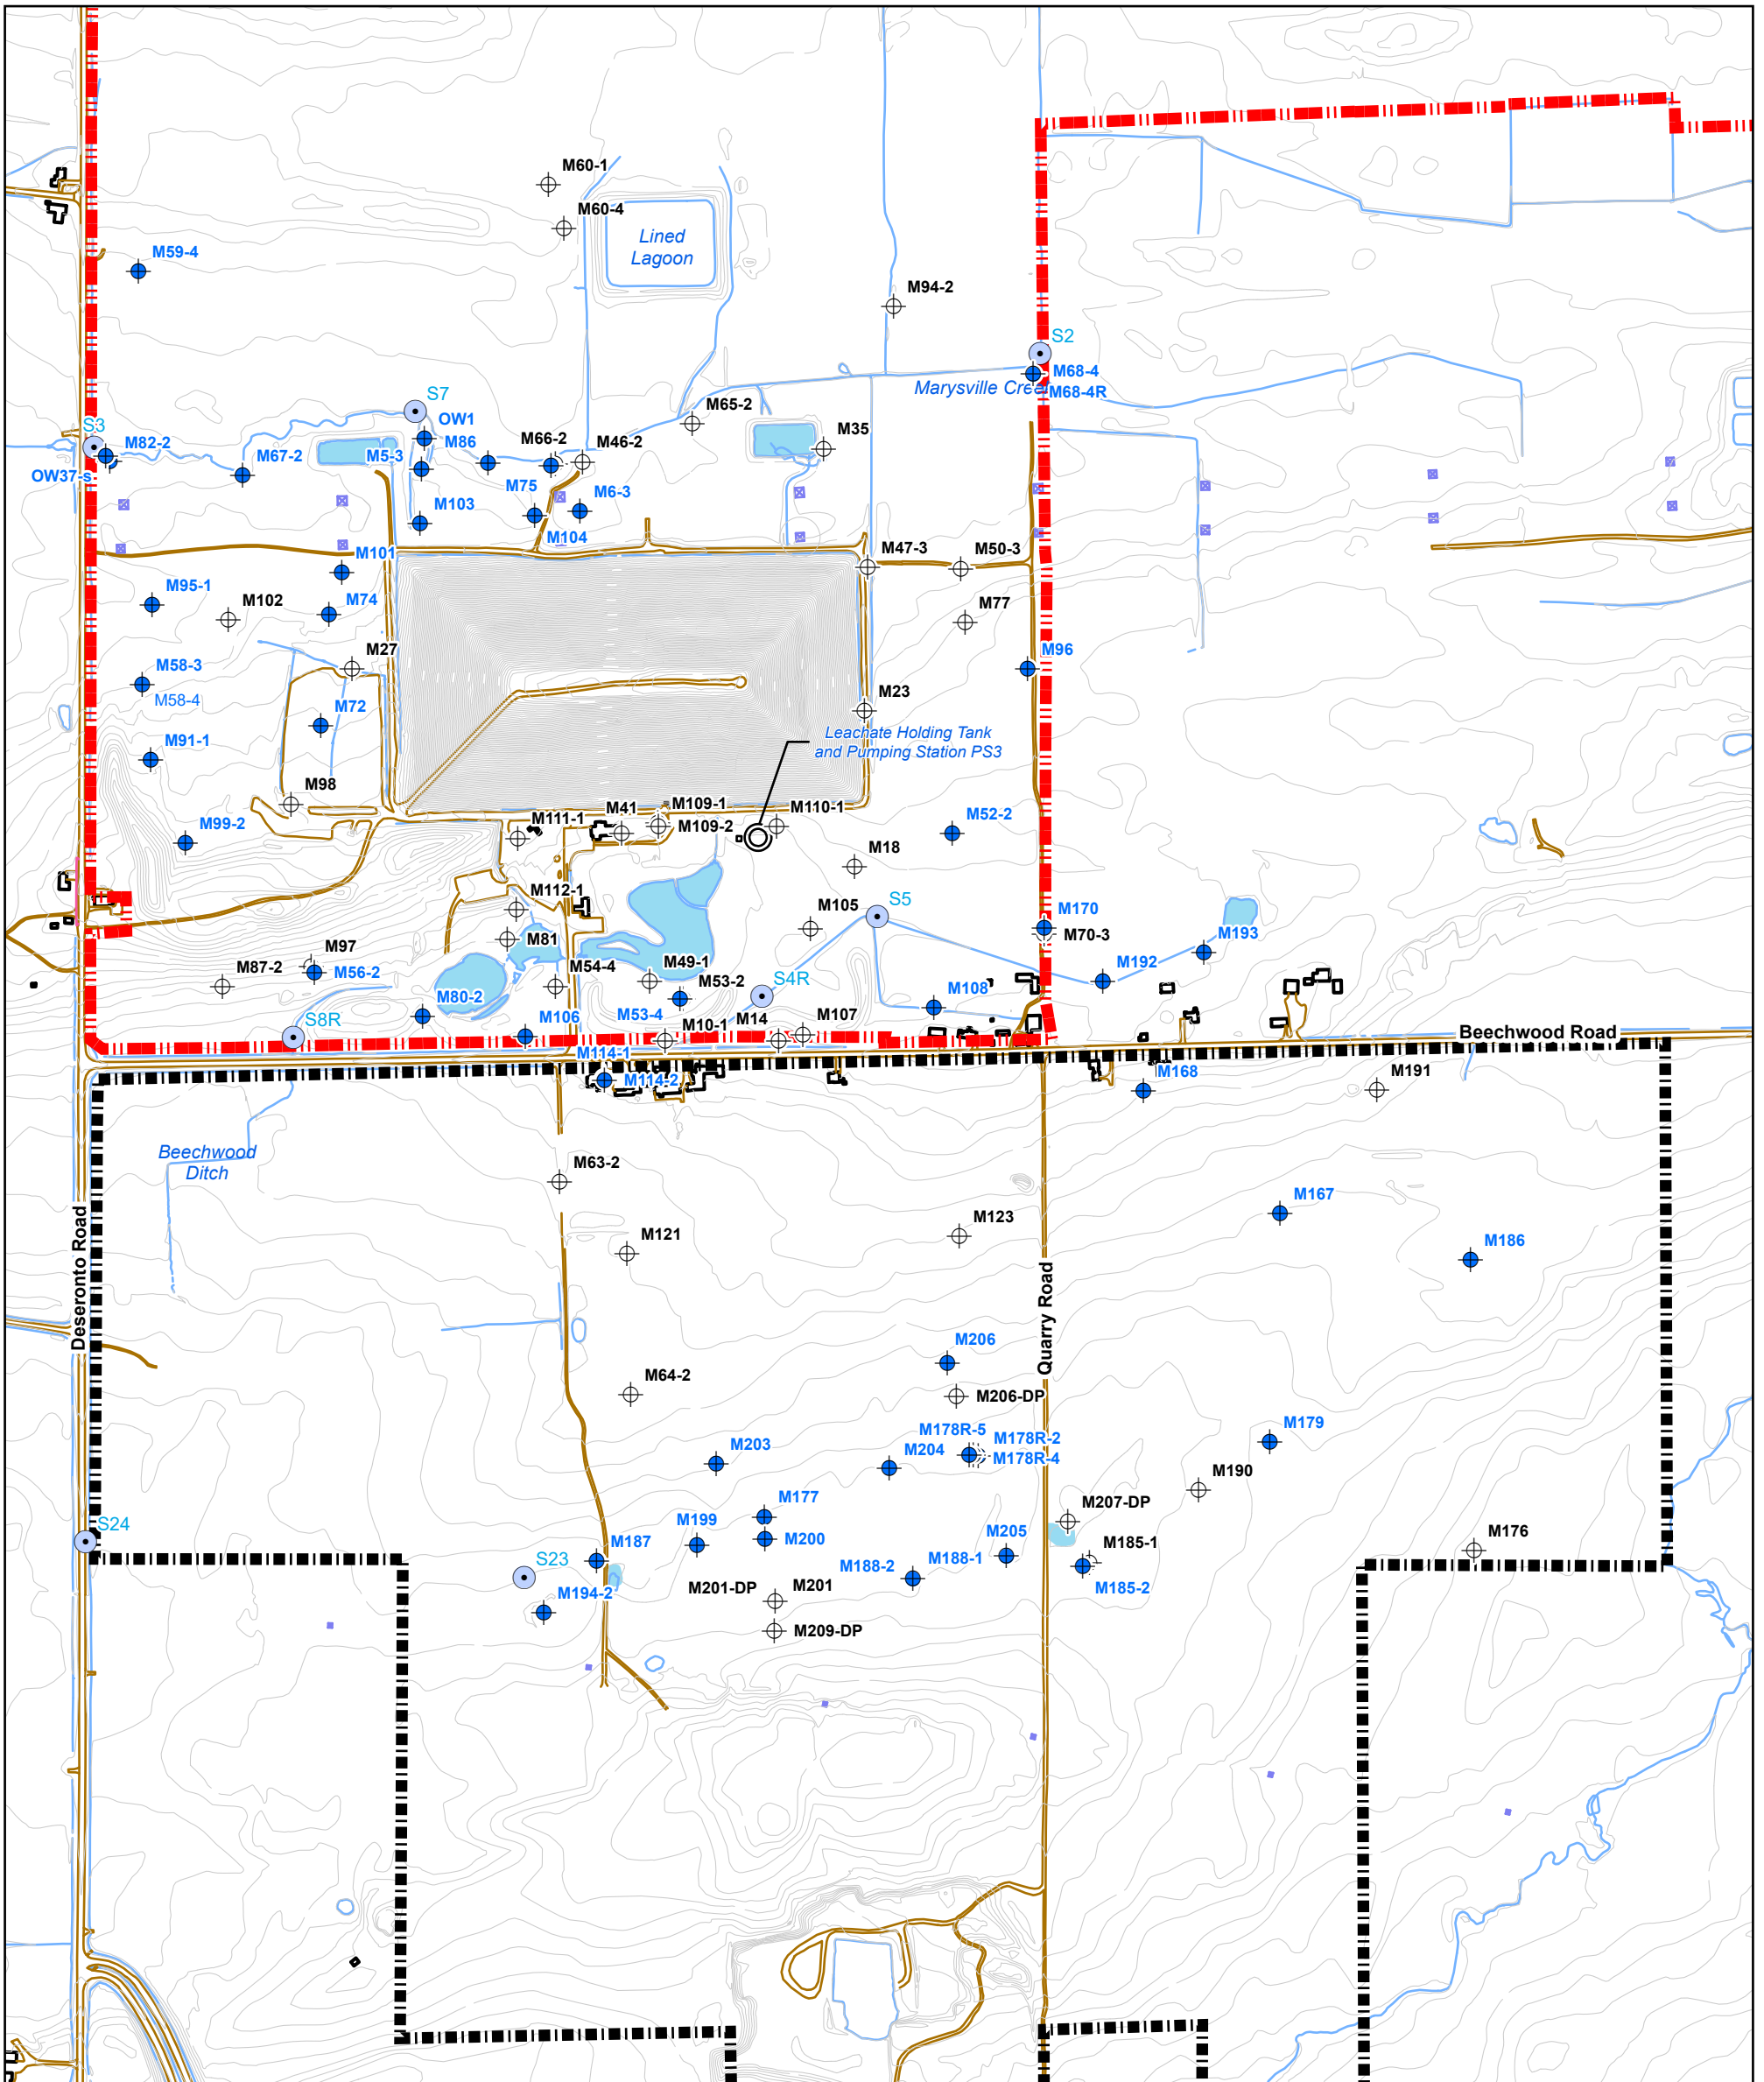 M60-1
M60-4
Lined
Lagoon
M59-4
M94-2
S2
M68-4
Marysville Creek
M68-4R
S7
M65-2
OW1
S3
M82-2
M86
M66-2
M46-2
M35
M5-3
M67-2
OW37-s
M75
M6-3
M103
M104
M101
M47-3
M50-3
M95-1
M102
M74
M77
M27
M58-3
M96
M58-4
M23
M72
Leachate Holding Tank
and Pumping Station PS3
M91-1
M98
M41
M109-1
M110-1
M111-1
M109-2
M52-2
M99-2
M18
M112-1
S5
M105
M170
M70-3
M81
M193
M97
M87-2
M56-2
M54-4
M49-1
M53-2
S4R
M192
M80-2
M53-4
M108
S8R
M106
M10-1
M14
M107
Beechwood Road
M114-1
M114-2
M168
M191
Beechwood
Ditch
M63-2
M167
M123
M121
M186
Deseronto Road
Quarry Road
M206
M64-2
M206-DP
M178R-5
M178R-2
M179
M203
M204
M178R-4
M190
M177
M207-DP
S24
M199
M200
M205
M176
M187
M185-1
S23
M188-2
M188-1
M185-2
M194-2
M201-DP
M201
M209-DP